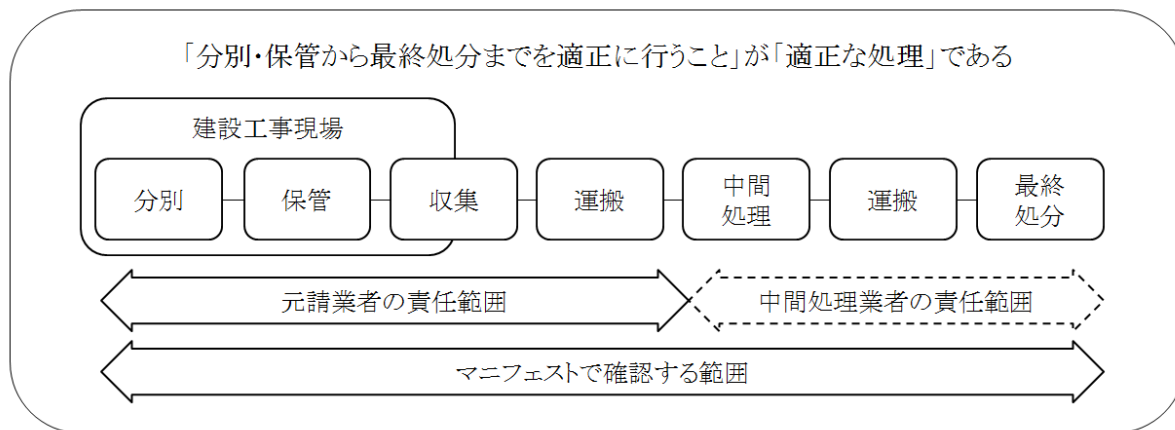 「分別・保管から最終処分までを適正に行うこと」が「適正な処理」である
建設工事現場
分別
保管
収集
運搬
中間
処理
運搬
最終
処分
元請業者の責任範囲
中間処理業者の責任範囲
マニフェストで確認する範囲